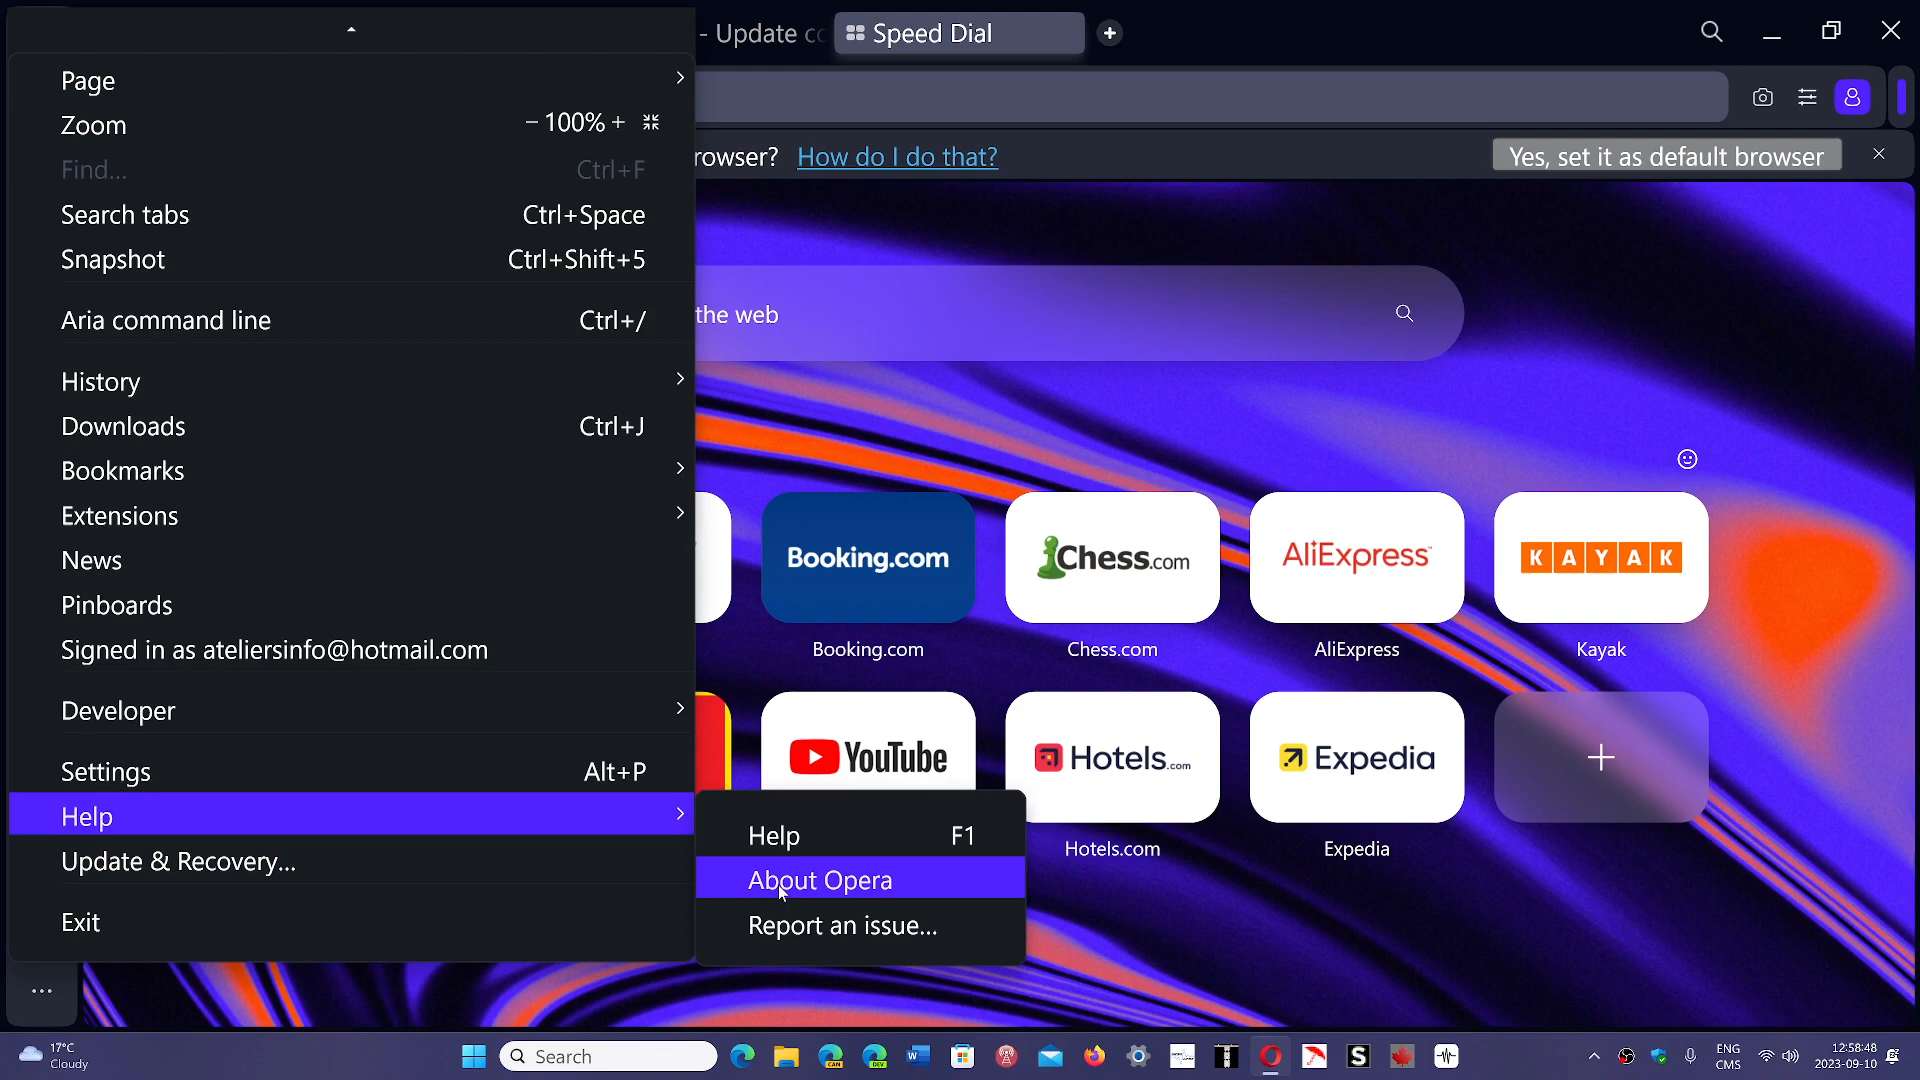 - Update co
Speed Dial
Page
Zoom
− 100% +
Find...
Ctrl+F
rowser? How do I do that?
Yes, set it as default browser
Search tabs
Ctrl+Space
Snapshot
Ctrl+Shift+5
Aria command line
Ctrl+/
the web
History
Downloads
Ctrl+J
Bookmarks
Extensions
News
Pinboards
Signed in as ateliersinfo@hotmail.com
Developer
Settings
Alt+P
Help
Update & Recovery...
Exit
Booking.com
Chess.com
AliExpress
KAYAK
Booking.com
Chess.com
AliExpress
Kayak
YouTube
Hotels.com
Expedia
Hotels.com
Expedia
Help
F1
About Opera
Report an issue...
17°C
Cloudy
Search
CAN
DEV
ENG
CMS
12:58:48
2023-09-10